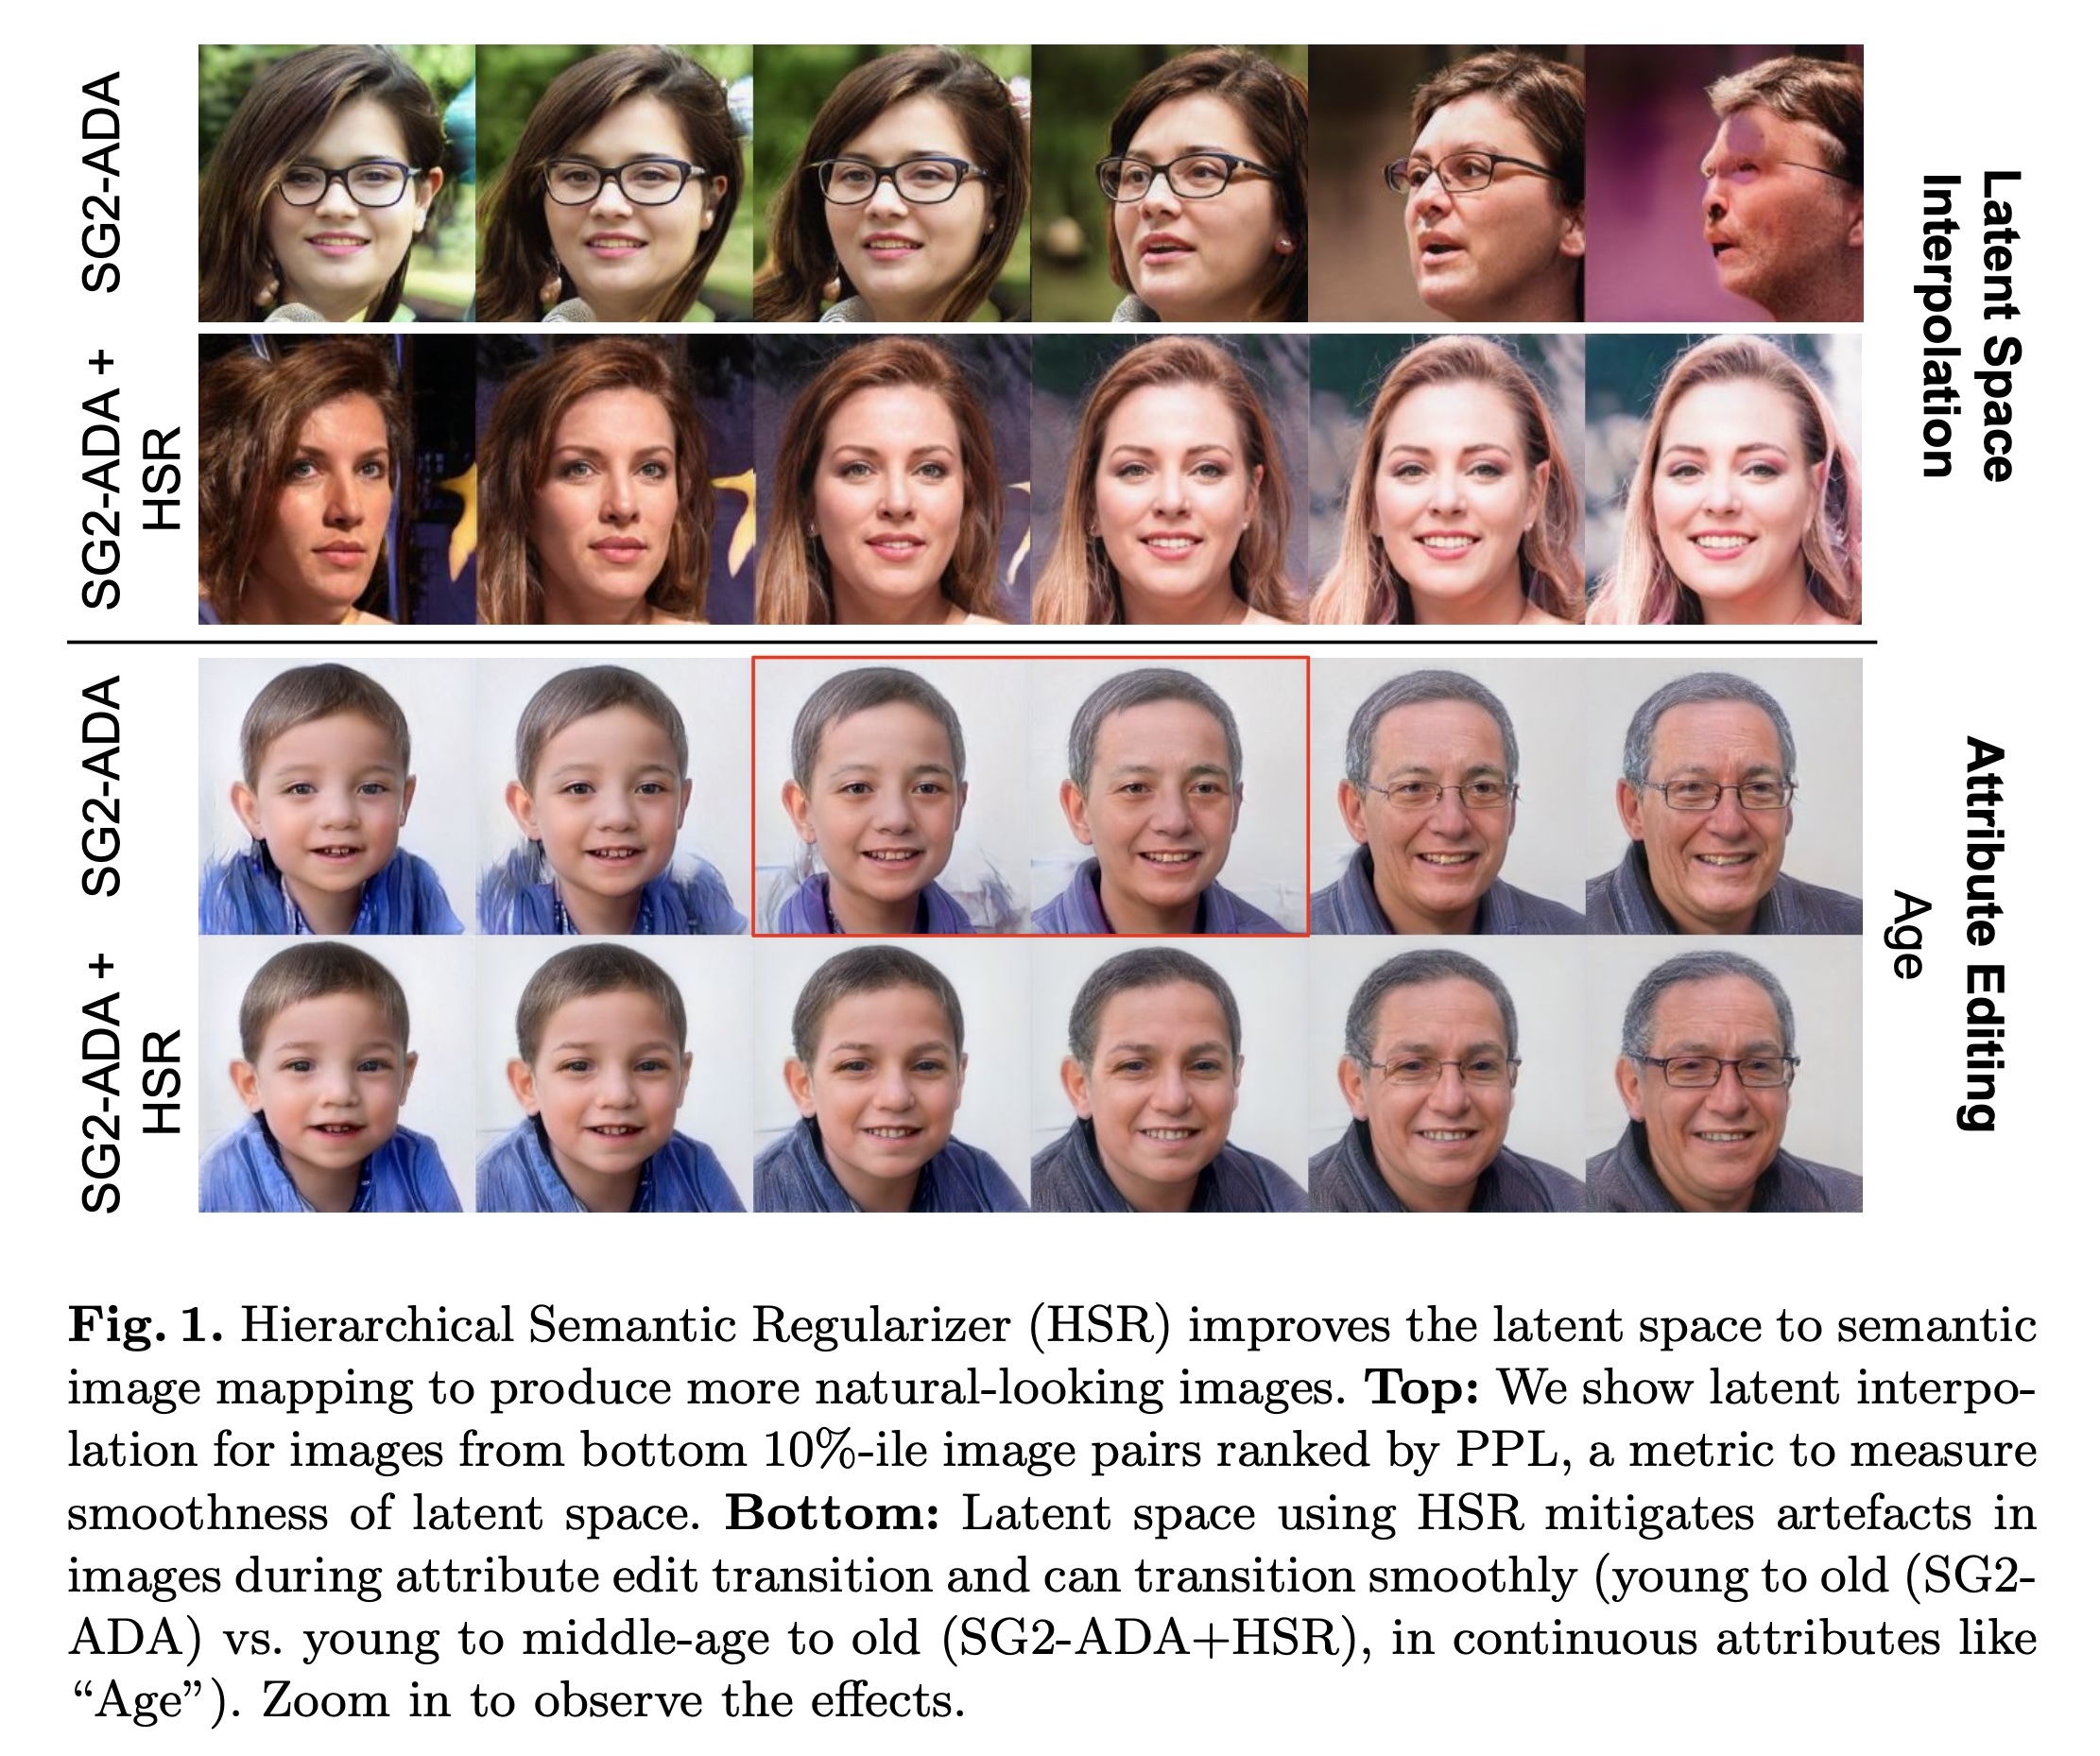 SG2-ADA
SG2-ADA +
HSR
Latent Space
Interpolation
SG2-ADA
SG2-ADA +
HSR
Attribute Editing
Age
Fig. 1. Hierarchical Semantic Regularizer (HSR) improves the latent space to semantic
image mapping to produce more natural-looking images. Top: We show latent interpo-
lation for images from bottom 10%-ile image pairs ranked by PPL, a metric to measure
smoothness of latent space. Bottom: Latent space using HSR mitigates artefacts in
images during attribute edit transition and can transition smoothly (young to old (SG2-
ADA) vs. young to middle-age to old (SG2-ADA+HSR), in continuous attributes like
“Age”). Zoom in to observe the effects.